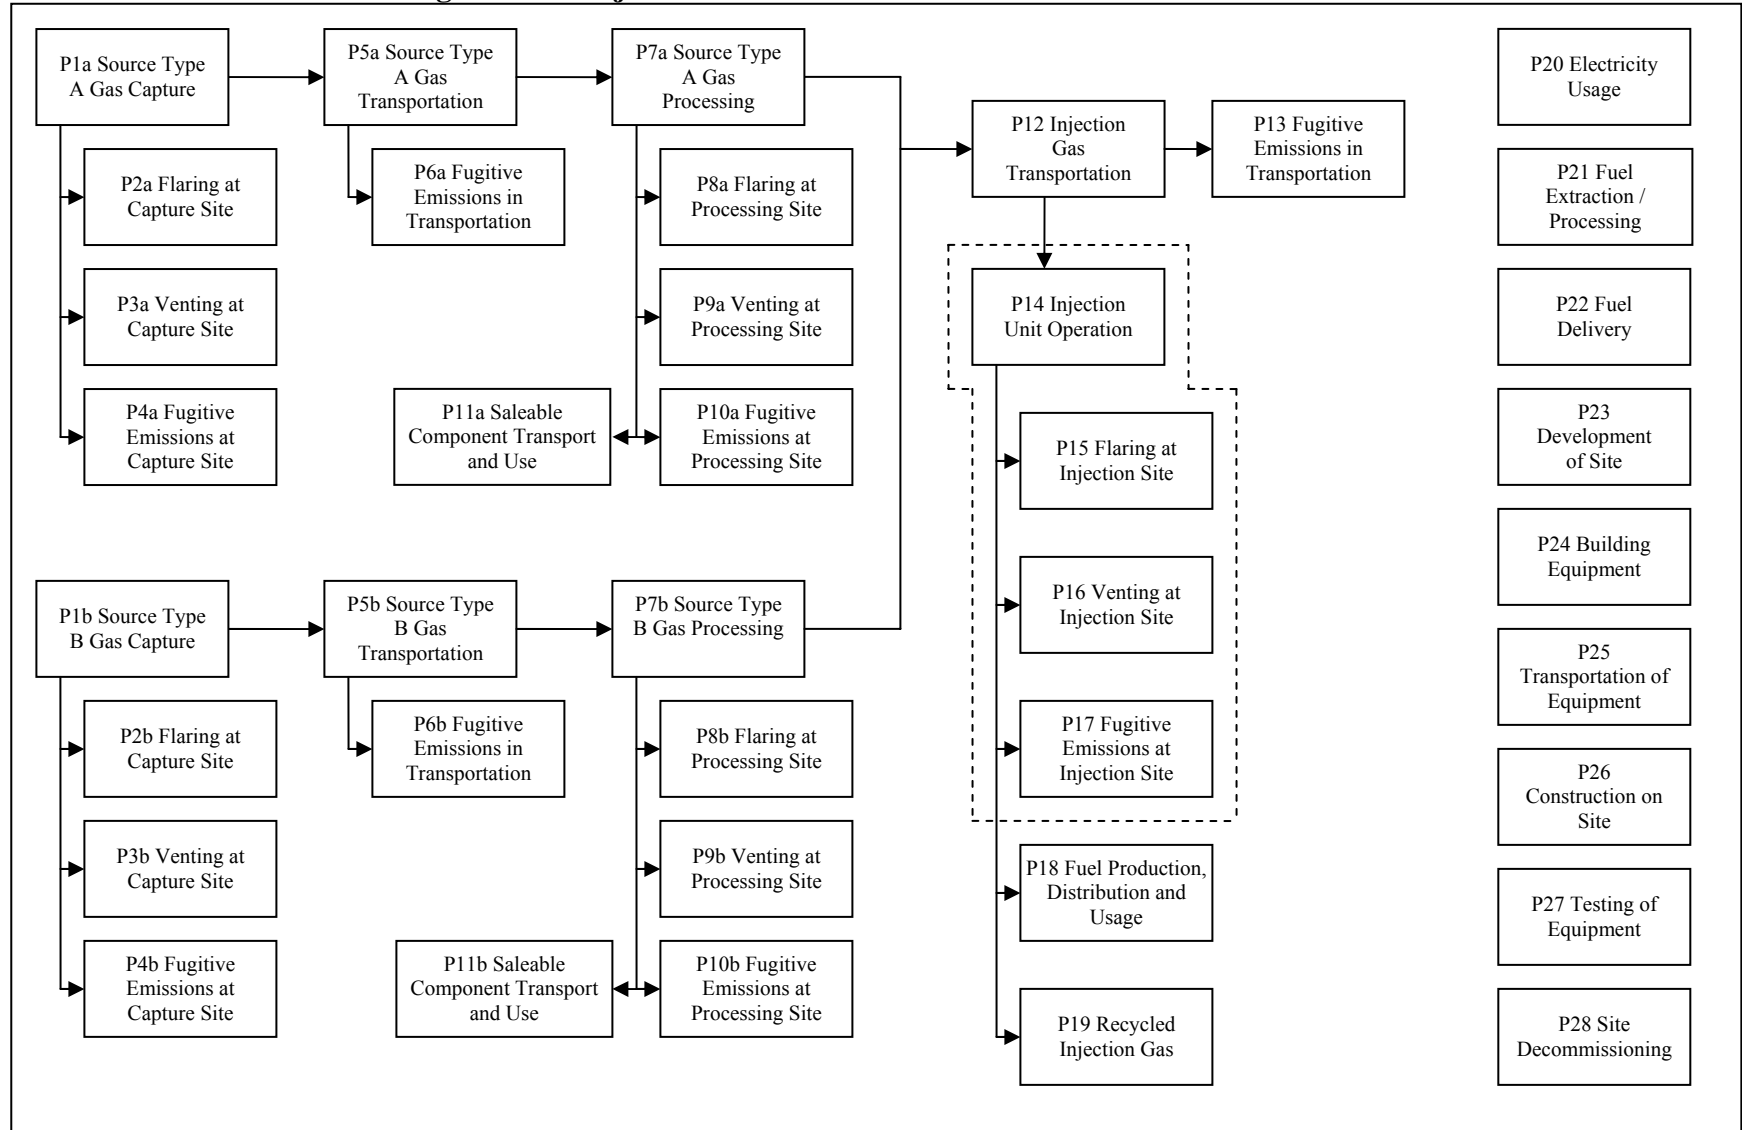 P1a Source Type
A Gas Capture
P5a Source Type
A Gas
Transportation
P7a Source Type
A Gas
Processing
P2a Flaring at
Capture Site
P6a Fugitive
Emissions in
Transportation
P8a Flaring at
Processing Site
P3a Venting at
Capture Site
P9a Venting at
Processing Site
P4a Fugitive
Emissions at
Capture Site
P11a Saleable
Component Transport
and Use
P10a Fugitive
Emissions at
Processing Site
P1b Source Type
B Gas Capture
P5b Source Type
B Gas
Transportation
P7b Source Type
B Gas Processing
P2b Flaring at
Capture Site
P6b Fugitive
Emissions in
Transportation
P8b Flaring at
Processing Site
P3b Venting at
Capture Site
P9b Venting at
Processing Site
P4b Fugitive
Emissions at
Capture Site
P11b Saleable
Component Transport
and Use
P10b Fugitive
Emissions at
Processing Site
P12 Injection
Gas
Transportation
P13 Fugitive
Emissions in
Transportation
P14 Injection
Unit Operation
P15 Flaring at
Injection Site
P16 Venting at
Injection Site
P17 Fugitive
Emissions at
Injection Site
P18 Fuel Production,
Distribution and
Usage
P19 Recycled
Injection Gas
P20 Electricity
Usage
P21 Fuel
Extraction /
Processing
P22 Fuel
Delivery
P23
Development
of Site
P24 Building
Equipment
P25
Transportation of
Equipment
P26
Construction on
Site
P27 Testing of
Equipment
P28 Site
Decommissioning